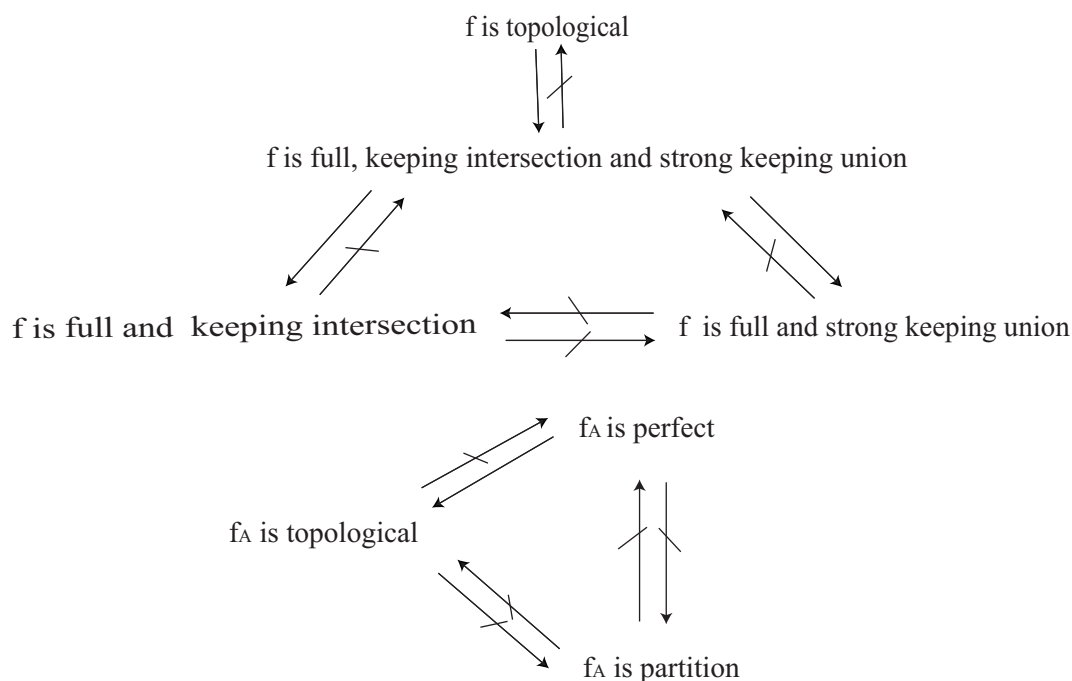 f is topological
f is full, keeping intersection and strong keeping union
f is full and keeping intersection
f is full and strong keeping union
fA is perfect
fA is topological
fA is partition